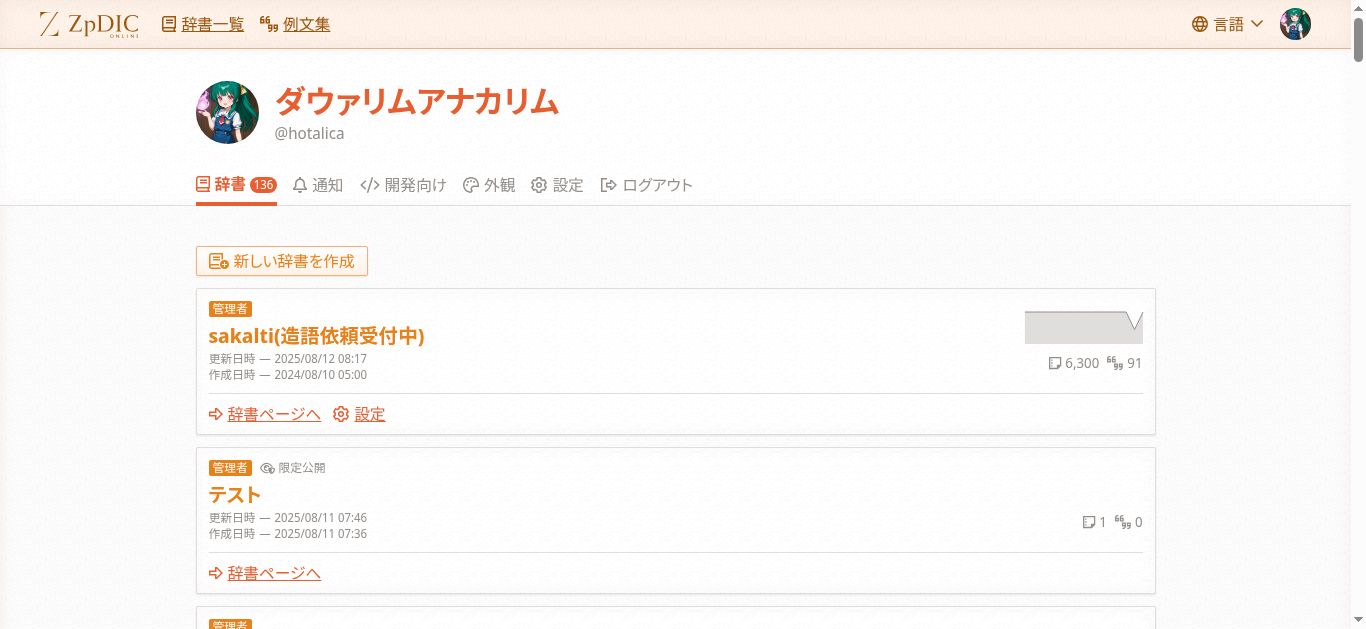 ZpDIC ONLINE 辞書一覧 例文集 言語
ダウァリムアナカリム
@hotalica
辞書 136 通知 開発向け 外観 設定 ログアウト
新しい辞書を作成
管理者
sakalti(造語依頼受付中)
更新日時 — 2025/08/12 08:17
作成日時 — 2024/08/10 05:00
6,300 91
辞書ページへ 設定
管理者 限定公開
テスト
更新日時 — 2025/08/11 07:46
作成日時 — 2025/08/11 07:36
1 0
辞書ページへ
管理者